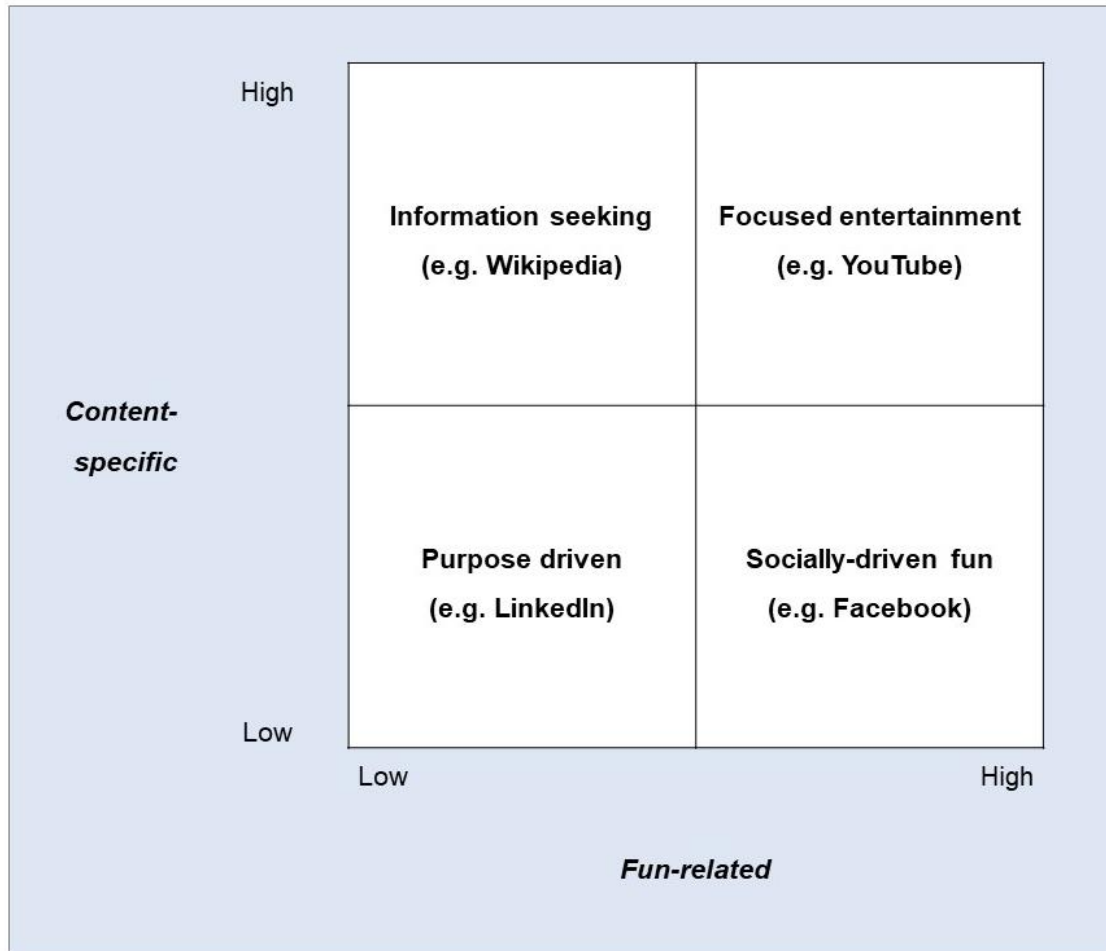 High
Information seeking
(e.g. Wikipedia)
Focused entertainment
(e.g. YouTube)
Content-
specific
Purpose driven
(e.g. LinkedIn)
Socially-driven fun
(e.g. Facebook)
Low
Low
High
Fun-related